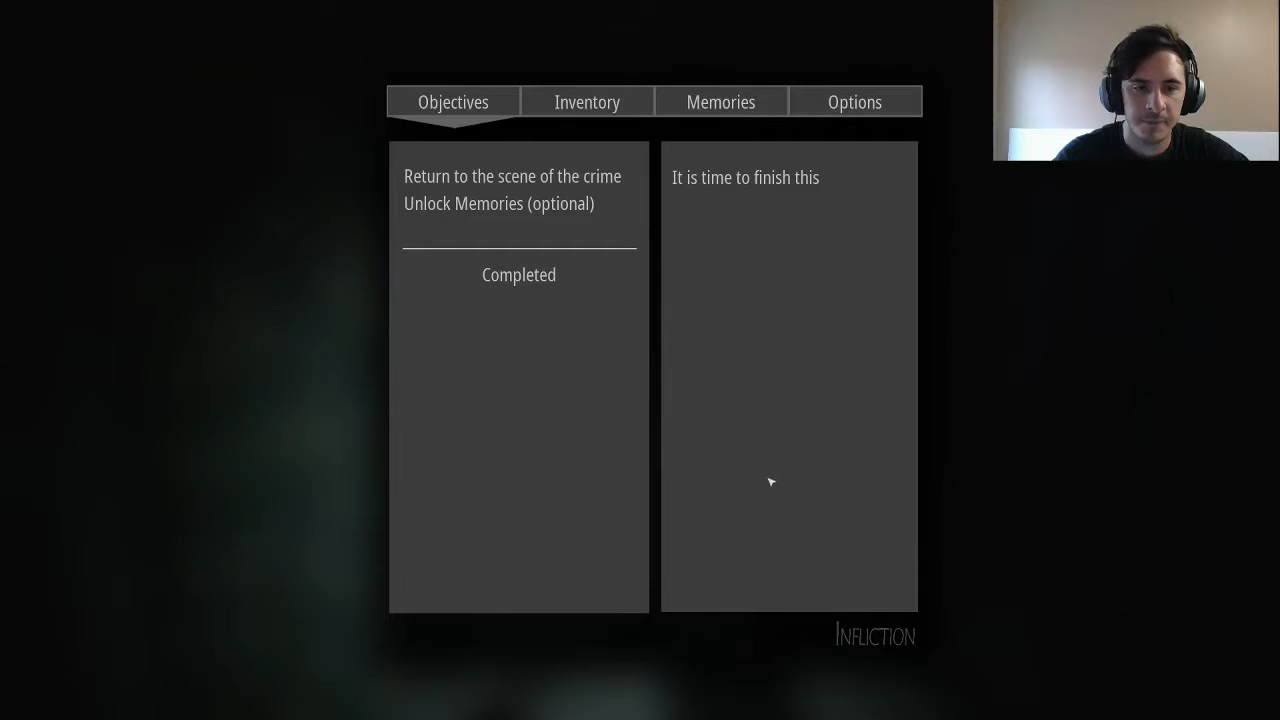 Objectives
Inventory
Memories
Options
Return to the scene of the crime
Unlock Memories (optional)
Completed
It is time to finish this
INFLICTION